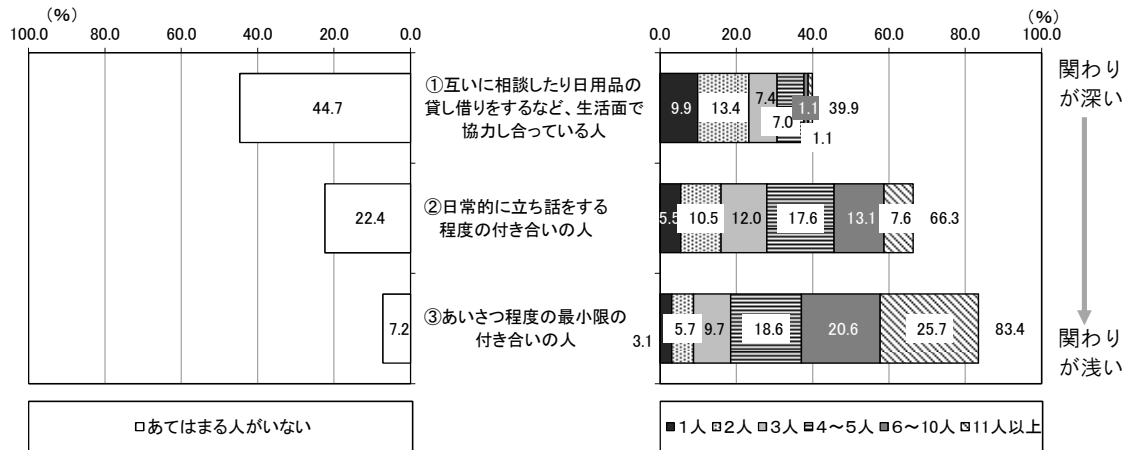 (%)
100.0 80.0 60.0 40.0 20.0 0.0
(%)
0.0 20.0 40.0 60.0 80.0 100.0
①互いに相談したり日用品の
貸し借りをするなど、生活面で
協力し合っている人
44.7
9.9 13.4 7.4 7.0 1.1 1.1 39.9
②日常的に立ち話をする
程度の付き合いの人
22.4
5.5 10.5 12.0 17.6 13.1 7.6 66.3
③あいさつ程度の最小限の
付き合いの人
7.2
3.1 5.7 9.7 18.6 20.6 25.7 83.4
関わり
が深い
関わり
が浅い
□あてはまる人がいない
■1人 2人 3人 4~5人 ■6~10人 11人以上